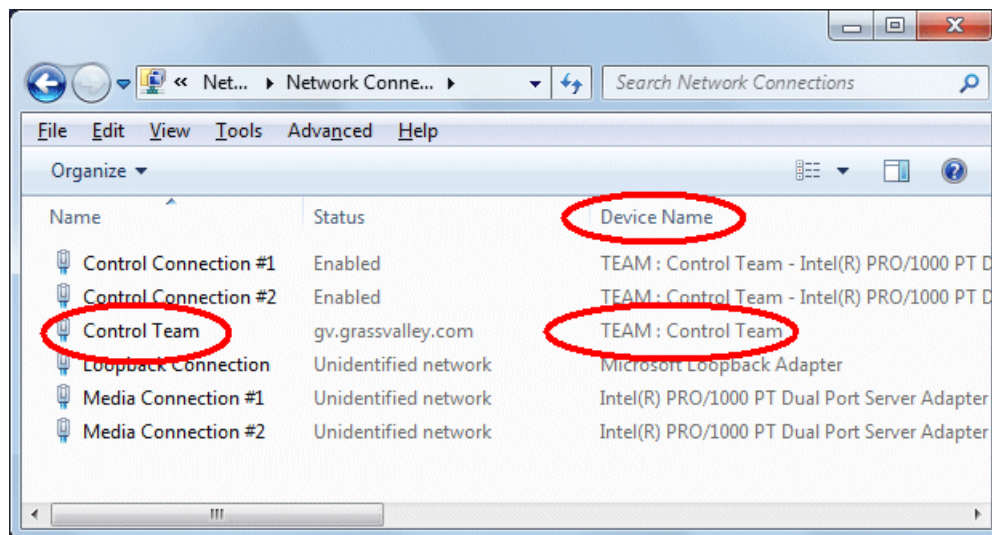 « Net... Network Conne... Search Network Connections
File Edit View Tools Advanced Help
Organize
Name Status Device Name
Control Connection #1 Enabled TEAM : Control Team - Intel(R) PRO/1000 PT D
Control Connection #2 Enabled TEAM : Control Team - Intel(R) PRO/1000 PT D
Control Team gv.grassvalley.com TEAM : Control Team
Loopback Connection Unidentified network Microsoft Loopback Adapter
Media Connection #1 Unidentified network Intel(R) PRO/1000 PT Dual Port Server Adapter
Media Connection #2 Unidentified network Intel(R) PRO/1000 PT Dual Port Server Adapter